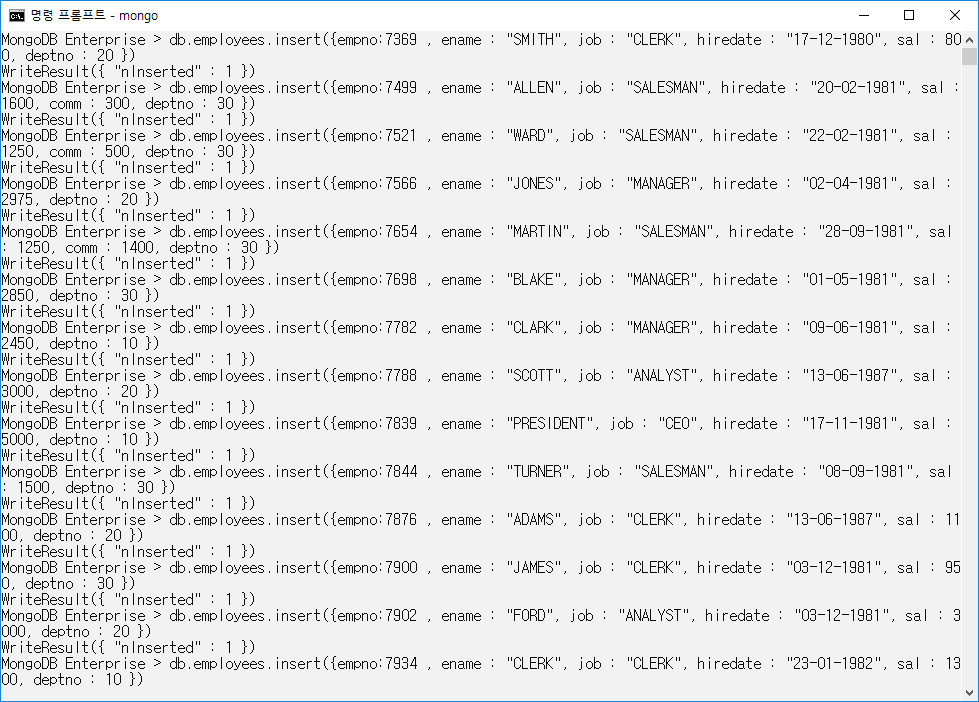 명령 프롬프트 - mongo
MongoDB Enterprise > db.employees.insert({empno:7369 , ename : "SMITH", job : "CLERK", hiredate : "17-12-1980", sal : 80
0, deptno : 20 })
WriteResult({ "nInserted" : 1 })
MongoDB Enterprise > db.employees.insert({empno:7499 , ename : "ALLEN", job : "SALESMAN", hiredate : "20-02-1981", sal :
1600, comm : 300, deptno : 30 })
WriteResult({ "nInserted" : 1 })
MongoDB Enterprise > db.employees.insert({empno:7521 , ename : "WARD", job : "SALESMAN", hiredate : "22-02-1981", sal :
1250, comm : 500, deptno : 30 })
WriteResult({ "nInserted" : 1 })
MongoDB Enterprise > db.employees.insert({empno:7566 , ename : "JONES", job : "MANAGER", hiredate : "02-04-1981", sal :
2975, deptno : 20 })
WriteResult({ "nInserted" : 1 })
MongoDB Enterprise > db.employees.insert({empno:7654 , ename : "MARTIN", job : "SALESMAN", hiredate : "28-09-1981", sal
: 1250, comm : 1400, deptno : 30 })
WriteResult({ "nInserted" : 1 })
MongoDB Enterprise > db.employees.insert({empno:7698 , ename : "BLAKE", job : "MANAGER", hiredate : "01-05-1981", sal :
2850, deptno : 30 })
WriteResult({ "nInserted" : 1 })
MongoDB Enterprise > db.employees.insert({empno:7782 , ename : "CLARK", job : "MANAGER", hiredate : "09-06-1981", sal :
2450, deptno : 10 })
WriteResult({ "nInserted" : 1 })
MongoDB Enterprise > db.employees.insert({empno:7788 , ename : "SCOTT", job : "ANALYST", hiredate : "13-06-1987", sal :
3000, deptno : 20 })
WriteResult({ "nInserted" : 1 })
MongoDB Enterprise > db.employees.insert({empno:7839 , ename : "PRESIDENT", job : "CEO", hiredate : "17-11-1981", sal :
5000, deptno : 10 })
WriteResult({ "nInserted" : 1 })
MongoDB Enterprise > db.employees.insert({empno:7844 , ename : "TURNER", job : "SALESMAN", hiredate : "08-09-1981", sal
: 1500, deptno : 30 })
WriteResult({ "nInserted" : 1 })
MongoDB Enterprise > db.employees.insert({empno:7876 , ename : "ADAMS", job : "CLERK", hiredate : "13-06-1987", sal : 11
00, deptno : 20 })
WriteResult({ "nInserted" : 1 })
MongoDB Enterprise > db.employees.insert({empno:7900 , ename : "JAMES", job : "CLERK", hiredate : "03-12-1981", sal : 95
0, deptno : 30 })
WriteResult({ "nInserted" : 1 })
MongoDB Enterprise > db.employees.insert({empno:7902 , ename : "FORD", job : "ANALYST", hiredate : "03-12-1981", sal : 3
000, deptno : 20 })
WriteResult({ "nInserted" : 1 })
MongoDB Enterprise > db.employees.insert({empno:7934 , ename : "CLERK", job : "CLERK", hiredate : "23-01-1982", sal : 13
00, deptno : 10 })